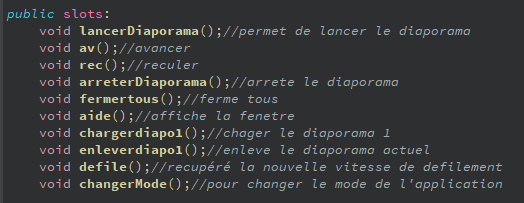 public slots:
void lancerDiaporama();//permet de lancer le diaporama
void av();//avancer
void rec();//reculer
void arreterDiaporama();//arrete le diaporama
void fermertous();//ferme tous
void aide();//affiche la fenetre
void chargerdiapo1();//chager le diaporama 1
void enleverdiapo1();//enleve le diaporama actuel
void defile();//recupéré la nouvelle vitesse de defilement
void changerMode();//pour changer le mode de l'application